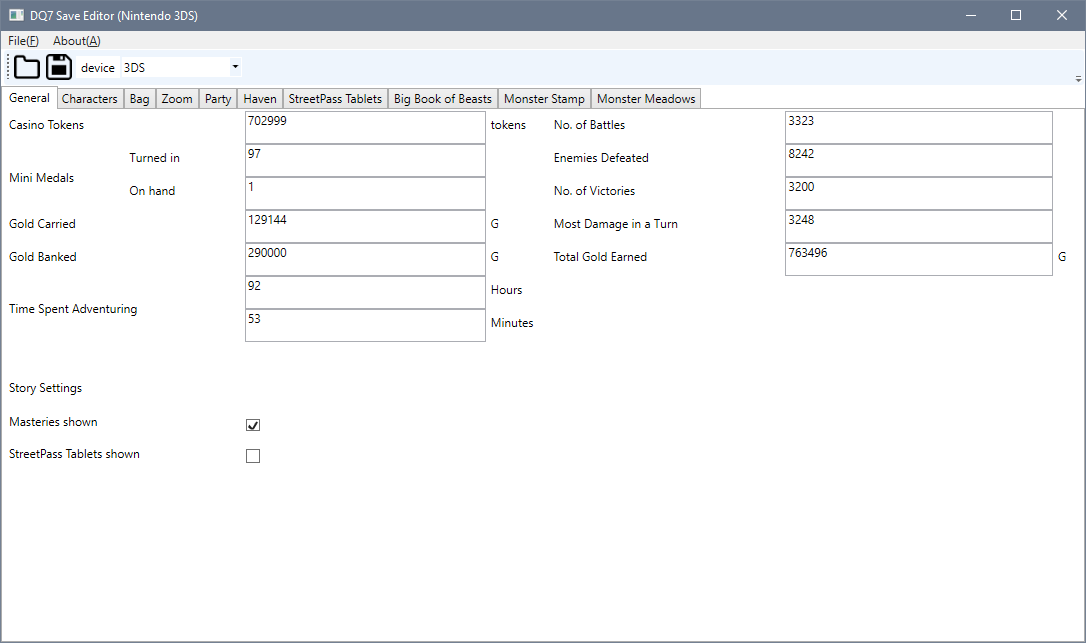 DQ7 Save Editor (Nintendo 3DS)
File(F) About(A)
device 3DS
General Characters Bag Zoom Party Haven StreetPass Tablets Big Book of Beasts Monster Stamp Monster Meadows
Casino Tokens 702999 tokens No. of Battles 3323
Turned in 97 Enemies Defeated 8242
Mini Medals
On hand 1 No. of Victories 3200
Gold Carried 129144 G Most Damage in a Turn 3248
Gold Banked 290000 G Total Gold Earned 763496 G
92 Hours
Time Spent Adventuring
53 Minutes
Story Settings
Masteries shown
StreetPass Tablets shown